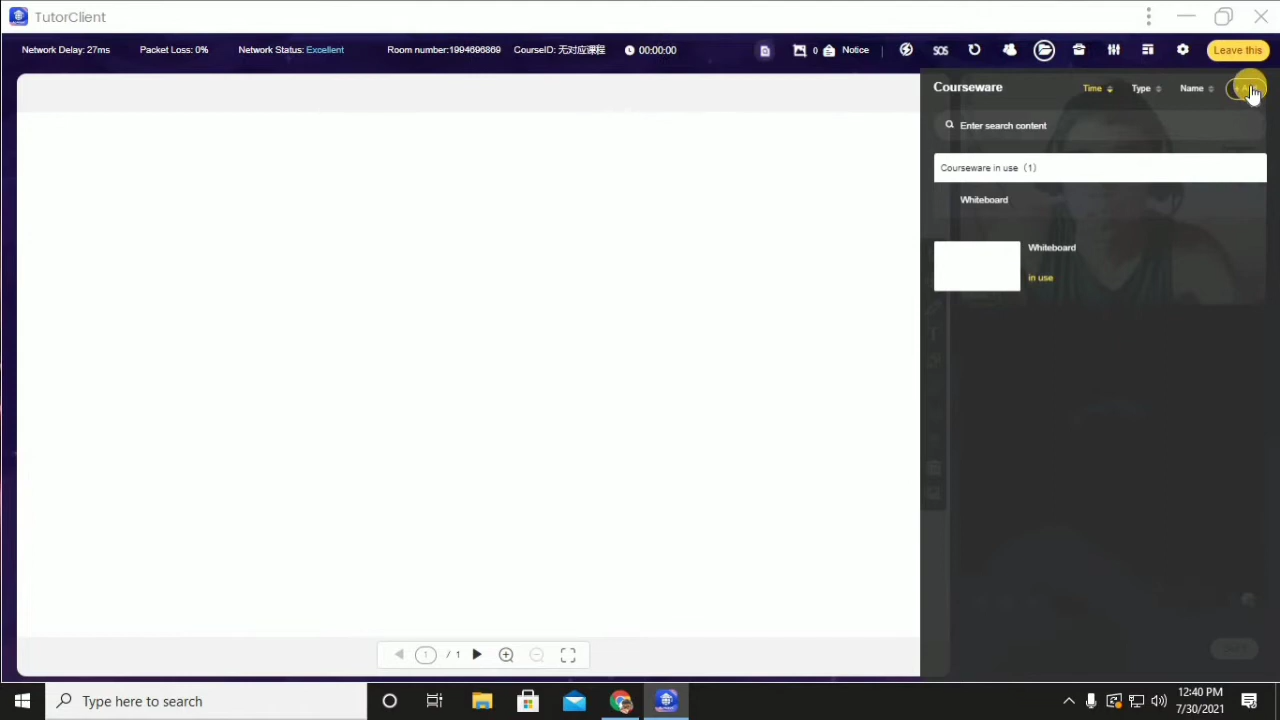 TutorClient
Network Delay: 27ms
Packet Loss: 0%
Network Status: Excellent
Room number:1994696869
CourseID: 无对应课程
00:00:00
0
Notice
SOS
Leave this
Courseware
Time
Type
Name
Enter search content
Courseware in use（1）
Whiteboard
Whiteboard
in use
1 / 1
Type here to search
12:40 PM
7/30/2021